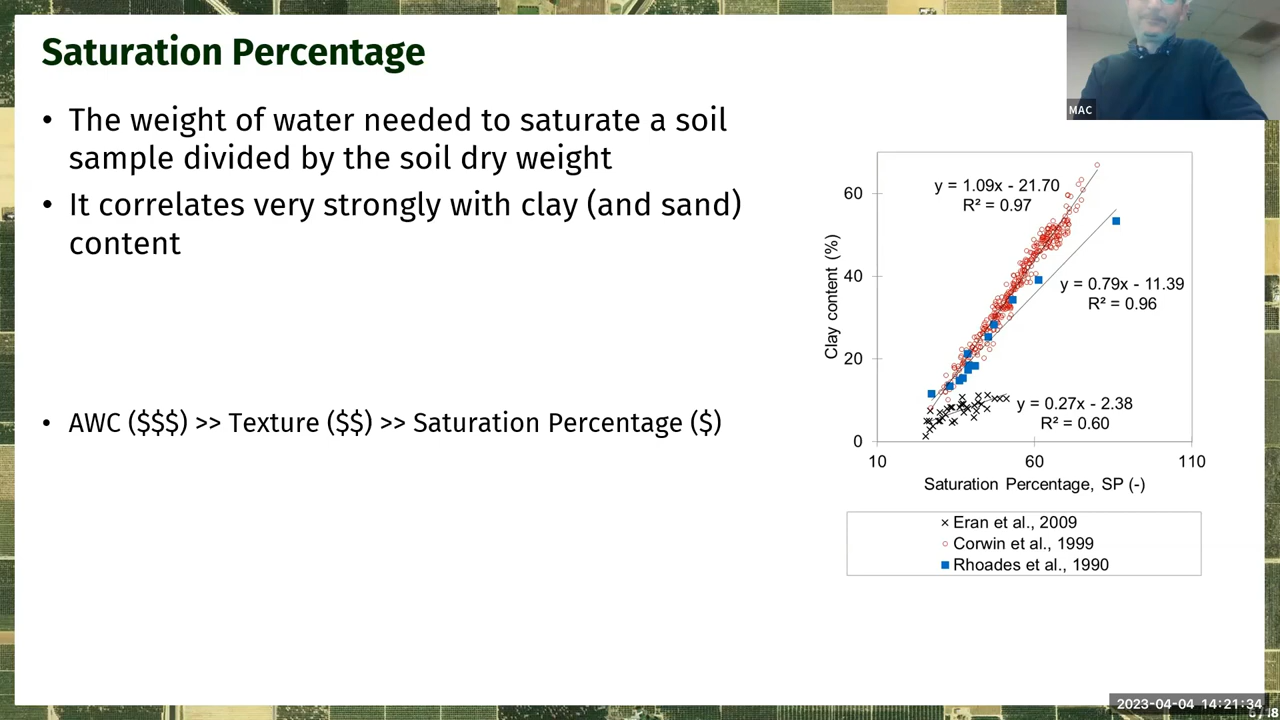 Saturation Percentage
• The weight of water needed to saturate a soil
sample divided by the soil dry weight
• It correlates very strongly with clay (and sand)
content
• AWC ($$$) >> Texture ($$) >> Saturation Percentage ($)
MAC
Clay content (%)
60
40
20
0
10
60
110
y = 1.09x - 21.70
R² = 0.97
y = 0.79x - 11.39
R² = 0.96
y = 0.27x - 2.38
R² = 0.60
Saturation Percentage, SP (-)
× Eran et al., 2009
○ Corwin et al., 1999
■ Rhoades et al., 1990
2023-04-04 14:21:34